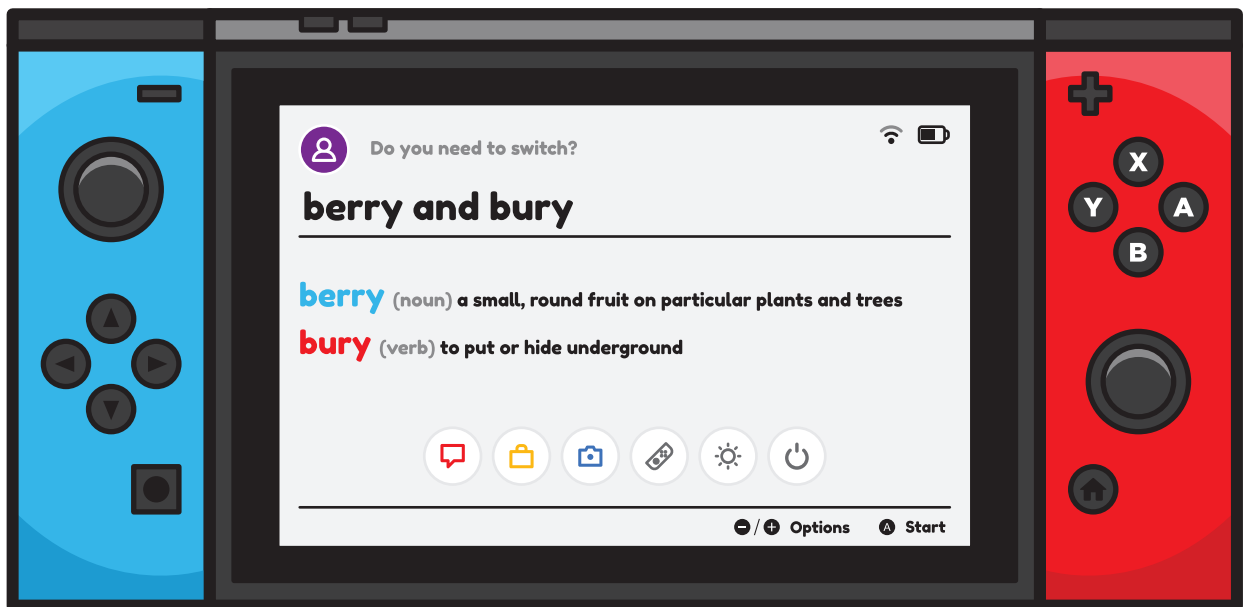 Do you need to switch?
berry and bury
berry (noun) a small, round fruit on particular plants and trees
bury (verb) to put or hide underground
X
Y A
B
-/+ Options A Start